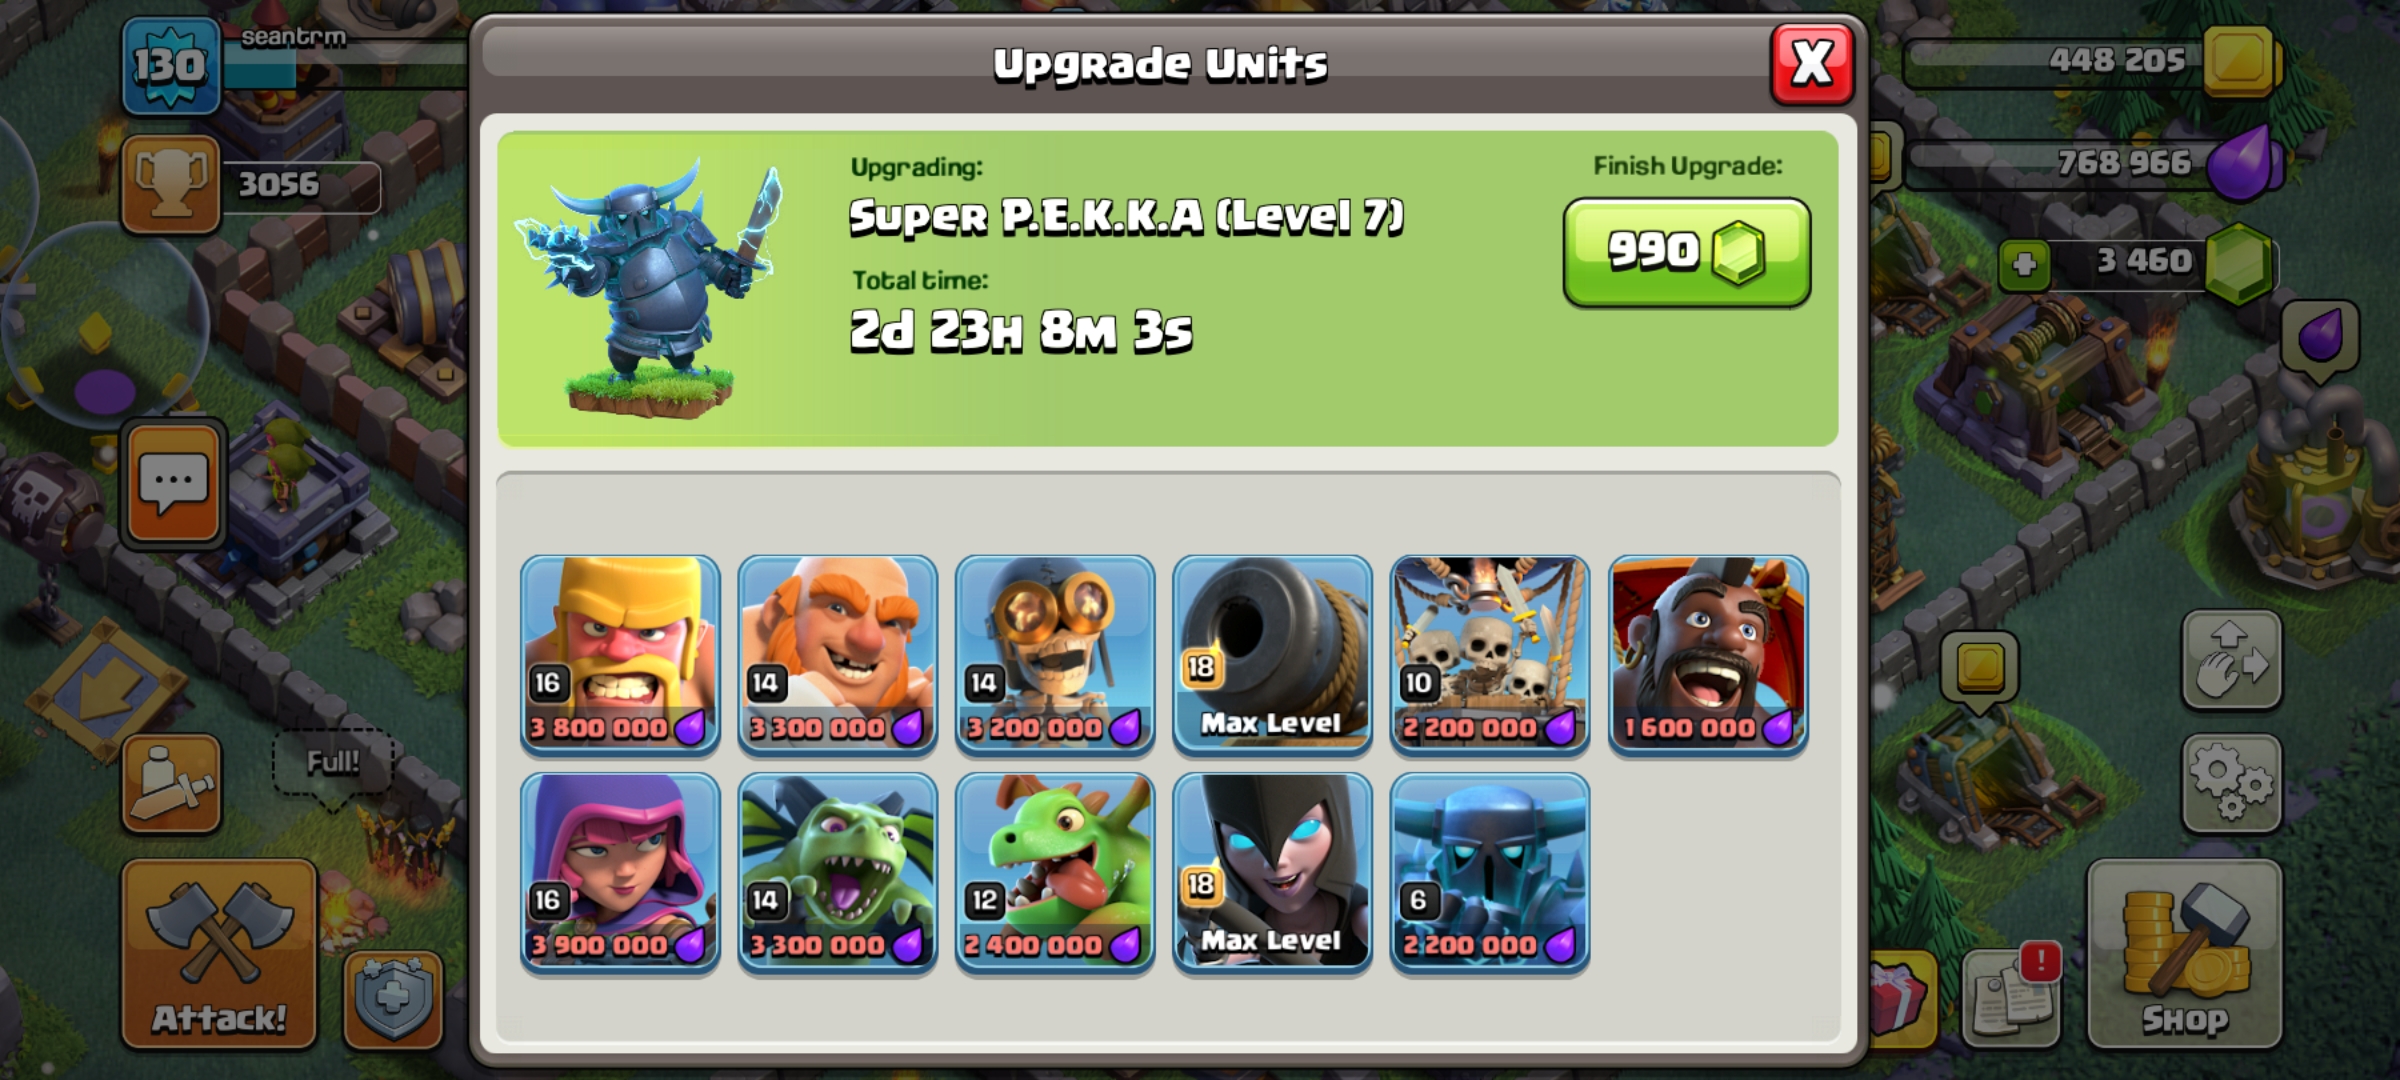 130
seantrm
3056
Full!
Attack!
Upgrade Units
X
Upgrading:
Super P.E.K.K.A (Level 7)
Total time:
2d 23h 8m 3s
Finish Upgrade:
990
16
3 800 000
14
3 300 000
14
3 200 000
18
Max Level
10
2 200 000
1 600 000
16
3 900 000
14
3 300 000
12
2 400 000
18
Max Level
6
2 200 000
448 205
768 966
3 460
!
Shop